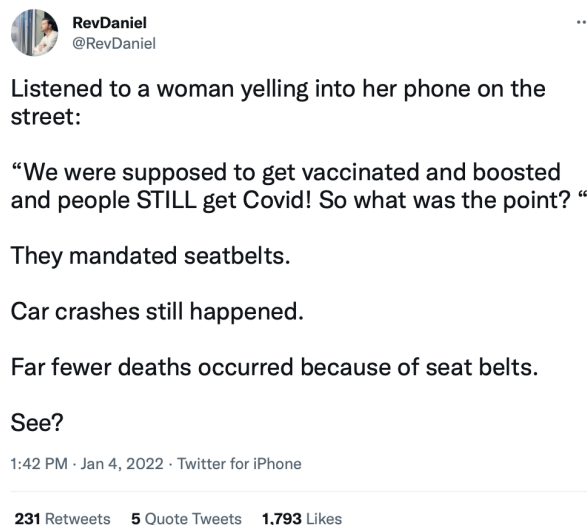 RevDaniel
@RevDaniel
Listened to a woman yelling into her phone on the
street:
“We were supposed to get vaccinated and boosted
and people STILL get Covid! So what was the point? “
They mandated seatbelts.
Car crashes still happened.
Far fewer deaths occurred because of seat belts.
See?
1:42 PM · Jan 4, 2022 · Twitter for iPhone
231 Retweets 5 Quote Tweets 1,793 Likes